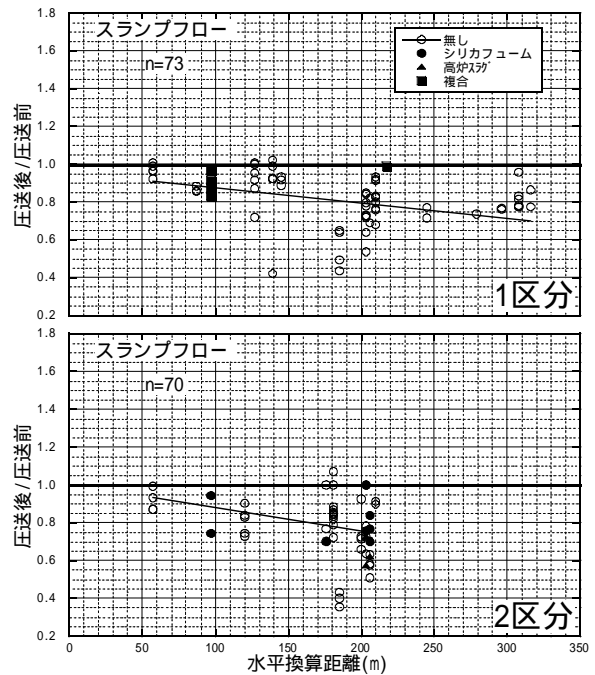 1.8
スランプフロー
無し
シリカフューム
高炉スラグ
複合
n=73
1.6
1.4
1.2
1.0
0.8
0.6
0.4
0.2
圧送後/圧送前
1区分
1.8
スランプフロー
n=70
1.6
1.4
1.2
1.0
0.8
0.6
0.4
0.2
圧送後/圧送前
2区分
0 50 100 150 200 250 300 350
水平換算距離(m)